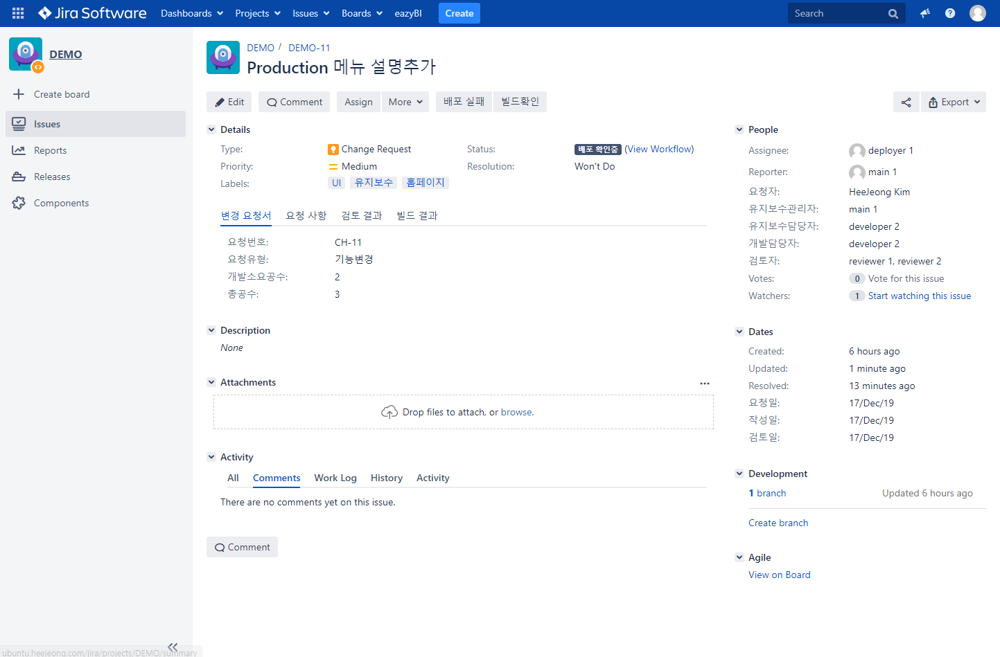 Jira Software Dashboards Projects Issues Boards eazyBI Create Search
DEMO
Create board
Issues
Reports
Releases
Components
DEMO / DEMO-11
Production 메뉴 설명추가
Edit Comment Assign More 배포 실패 빌드확인 Export
Details
Type: Change Request Status: 배포 확인중 (View Workflow)
Priority: Medium Resolution: Won't Do
Labels: UI 유지보수 홈페이지
변경 요청서 요청 사항 검토 결과 빌드 결과
요청번호: CH-11
요청유형: 기능변경
개발소요공수: 2
총공수: 3
Description
None
Attachments
Drop files to attach, or browse.
Activity
All Comments Work Log History Activity
There are no comments yet on this issue.
Comment
People
Assignee: deployer 1
Reporter: main 1
요청자: HeeJeong Kim
유지보수관리자: main 1
유지보수담당자: developer 2
개발담당자: developer 2
검토자: reviewer 1, reviewer 2
Votes: 0 Vote for this issue
Watchers: 1 Start watching this issue
Dates
Created: 6 hours ago
Updated: 1 minute ago
Resolved: 13 minutes ago
요청일: 17/Dec/19
작성일: 17/Dec/19
검토일: 17/Dec/19
Development
1 branch Updated 6 hours ago
Create branch
Agile
View on Board
ubuntu.heejeong.com/jira/projects/DEMO/summary